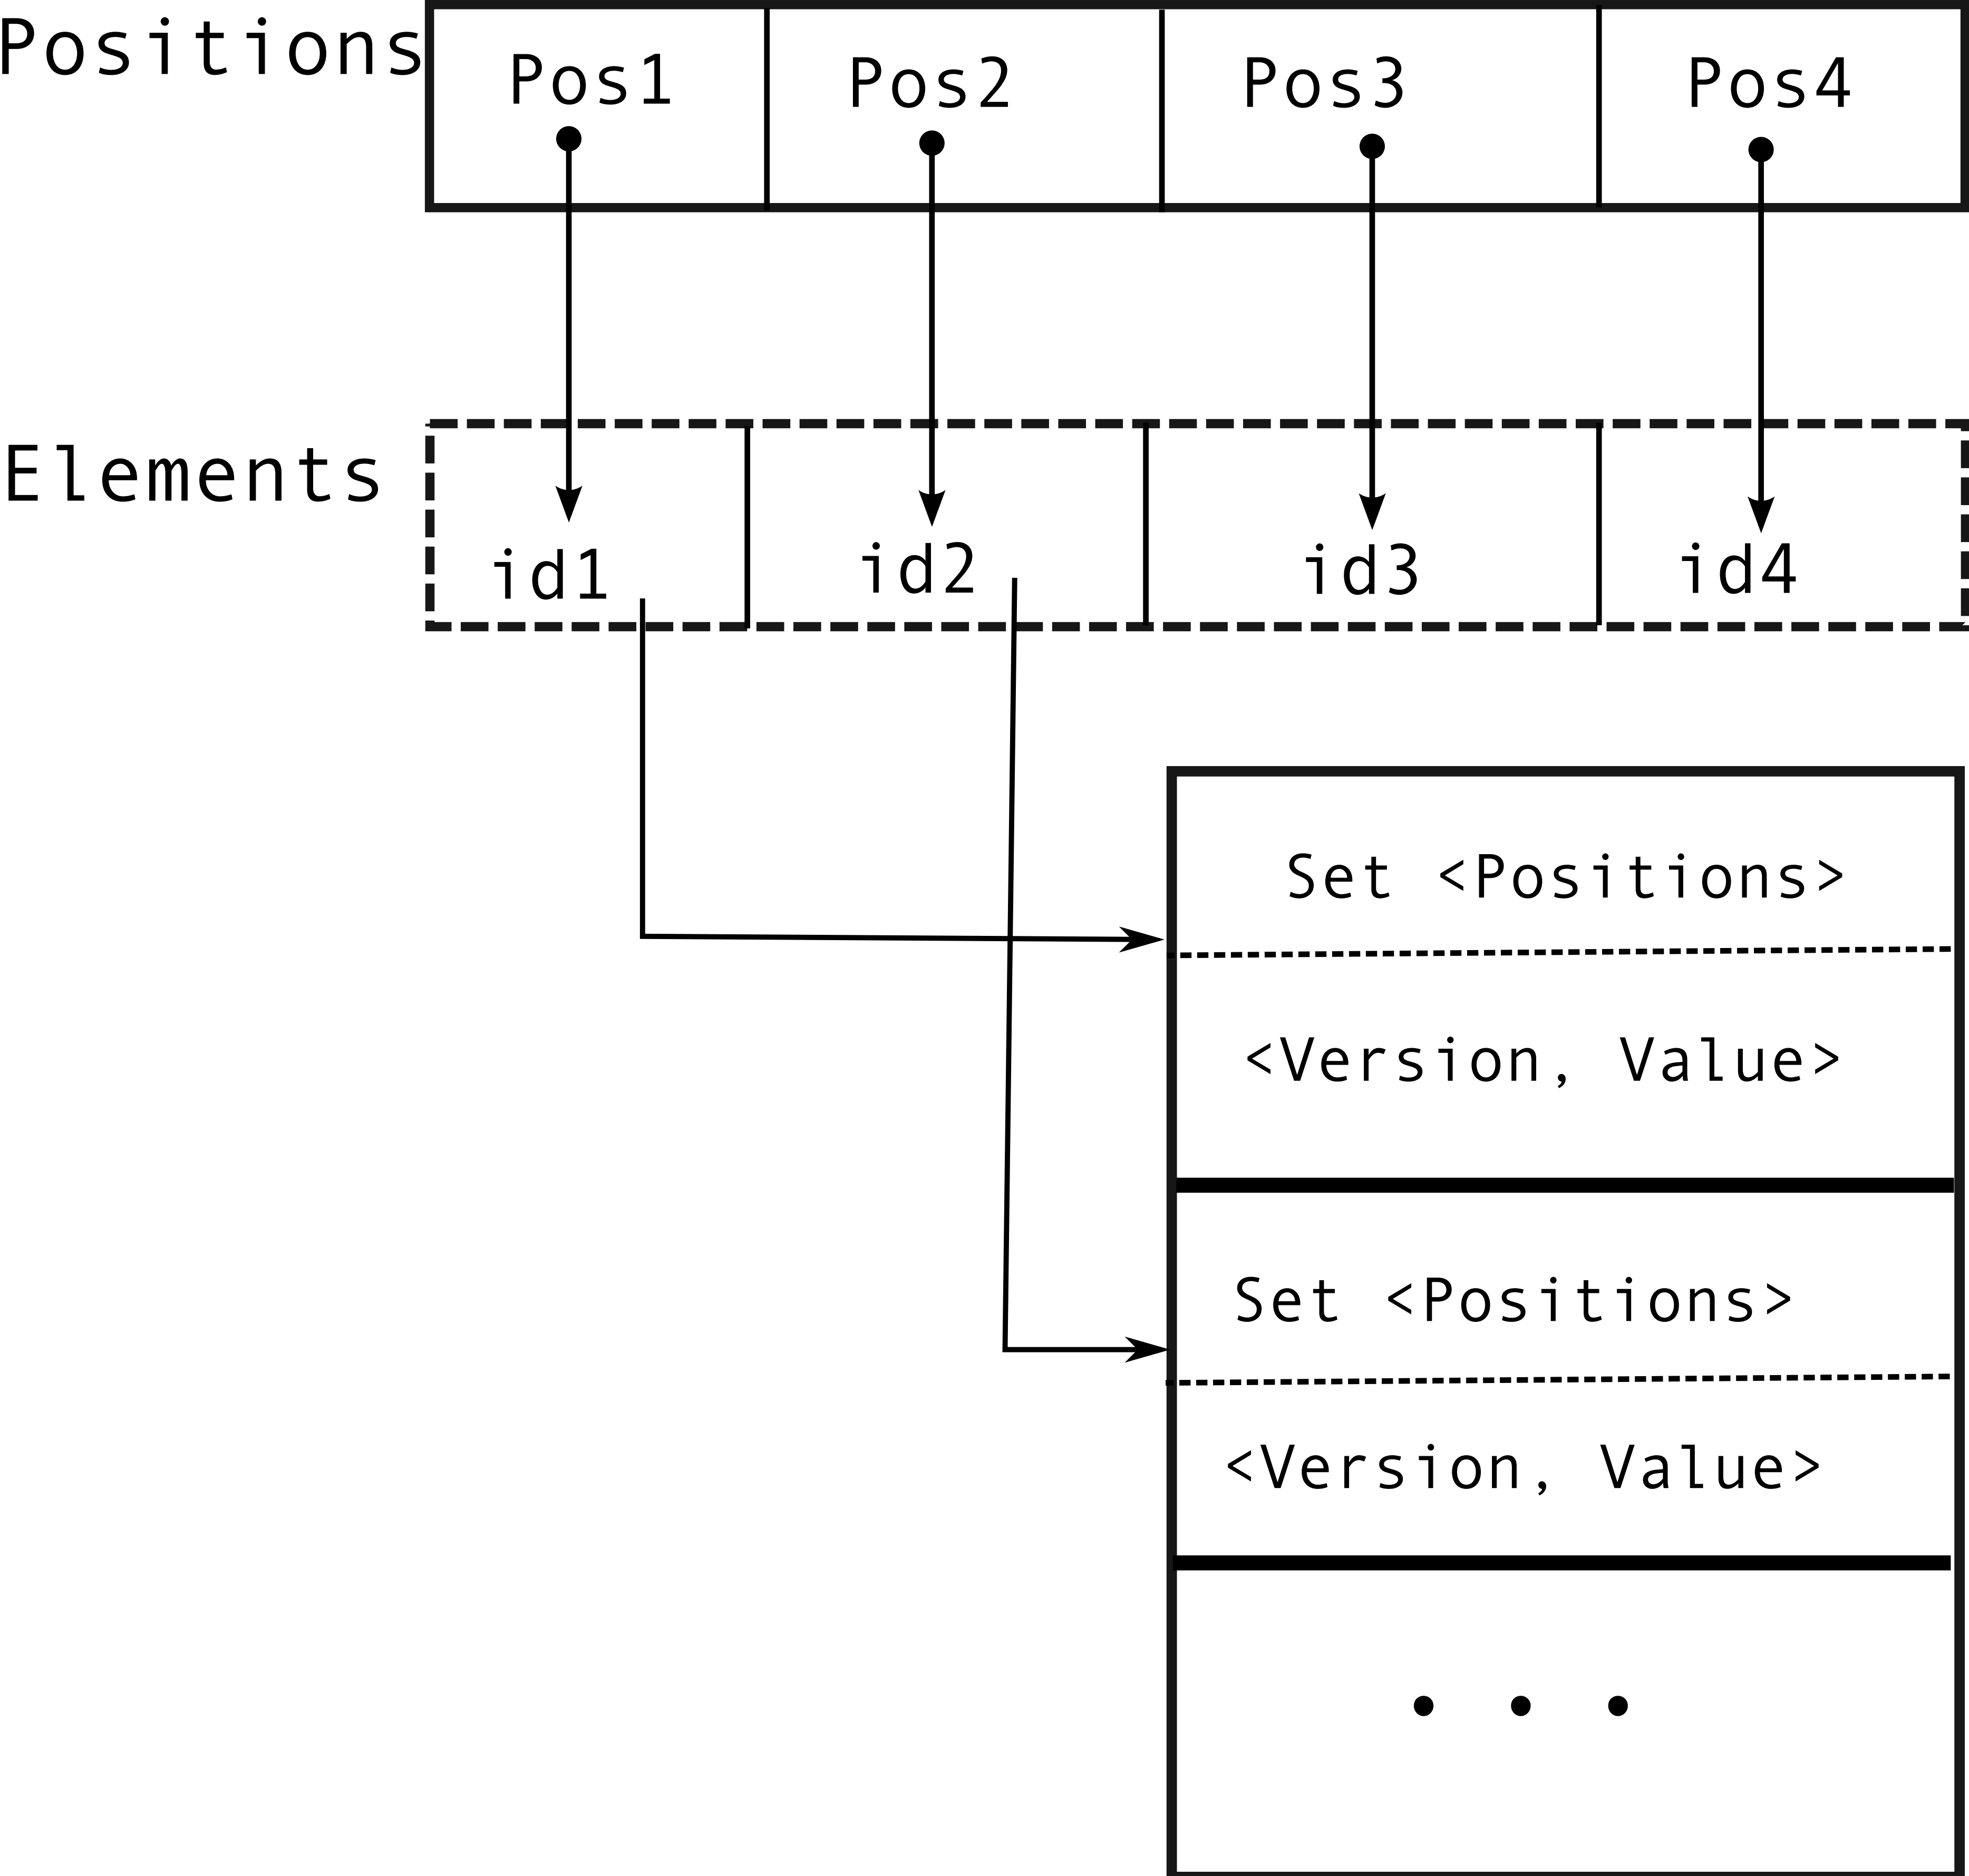 Positions
Pos1 Pos2 Pos3 Pos4
Elements
id1 id2 id3 id4
Set <Positions>
<Version, Value>
Set <Positions>
<Version, Value>
• • •